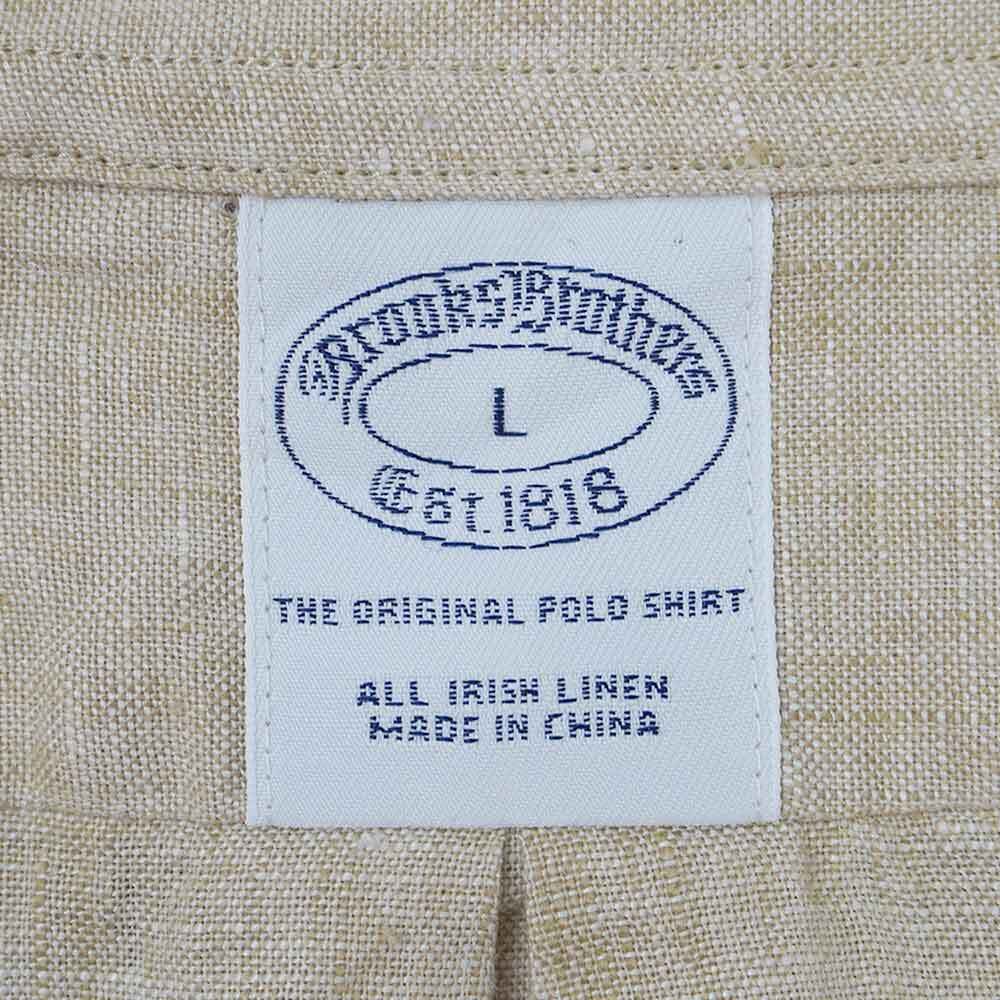 Brooks Brothers
L
Est. 1818
THE ORIGINAL POLO SHIRT
ALL IRISH LINEN
MADE IN CHINA